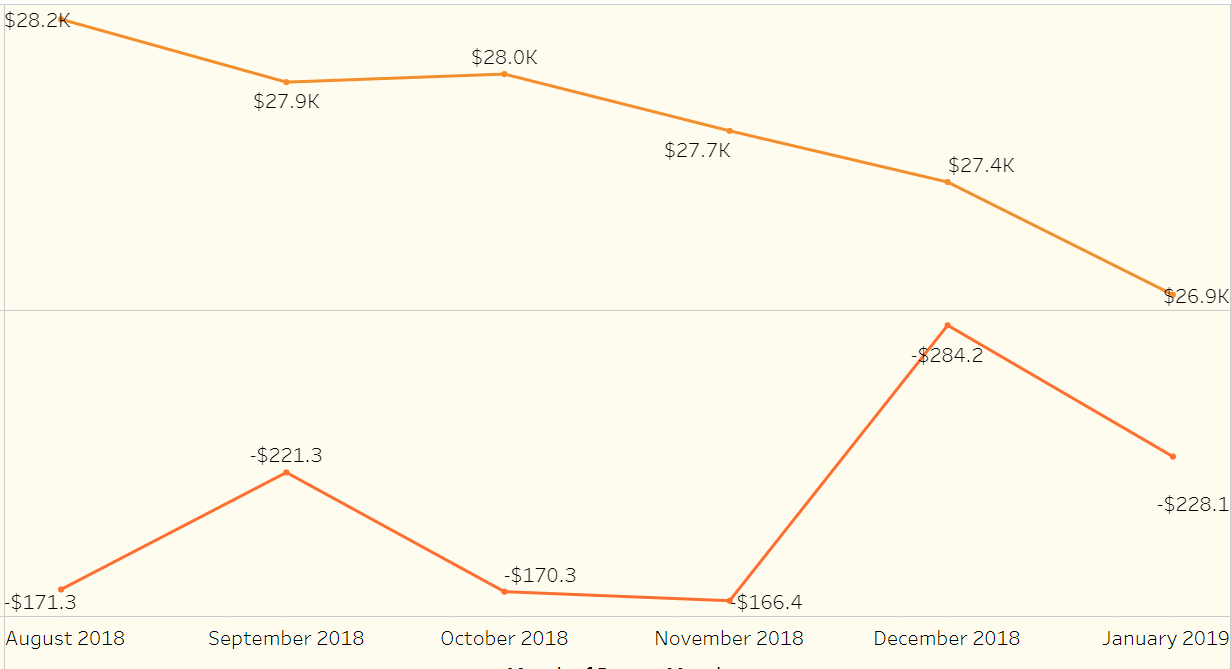 $28.2K
$28.0K
$27.9K
$27.7K
$27.4K
$26.9K
-$284.2
-$221.3
-$228.1
-$170.3
-$171.3
-$166.4
August 2018 September 2018 October 2018 November 2018 December 2018 January 2019